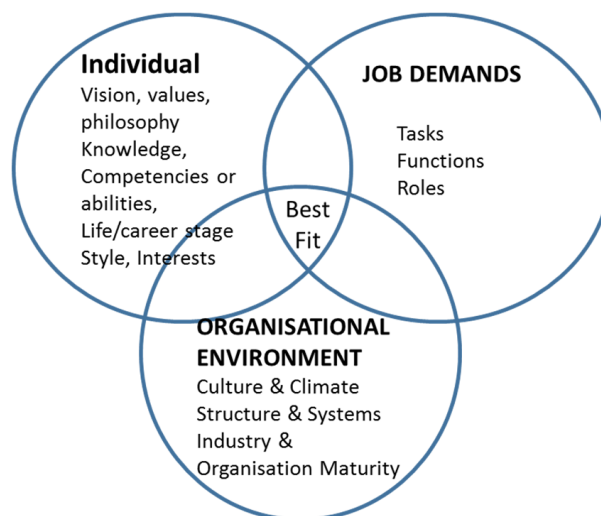 Individual
Vision, values,
philosophy
Knowledge,
Competencies or
abilities,
Life/career stage
Style, Interests
JOB DEMANDS
Tasks
Functions
Roles
Best
Fit
ORGANISATIONAL
ENVIRONMENT
Culture & Climate
Structure & Systems
Industry &
Organisation Maturity